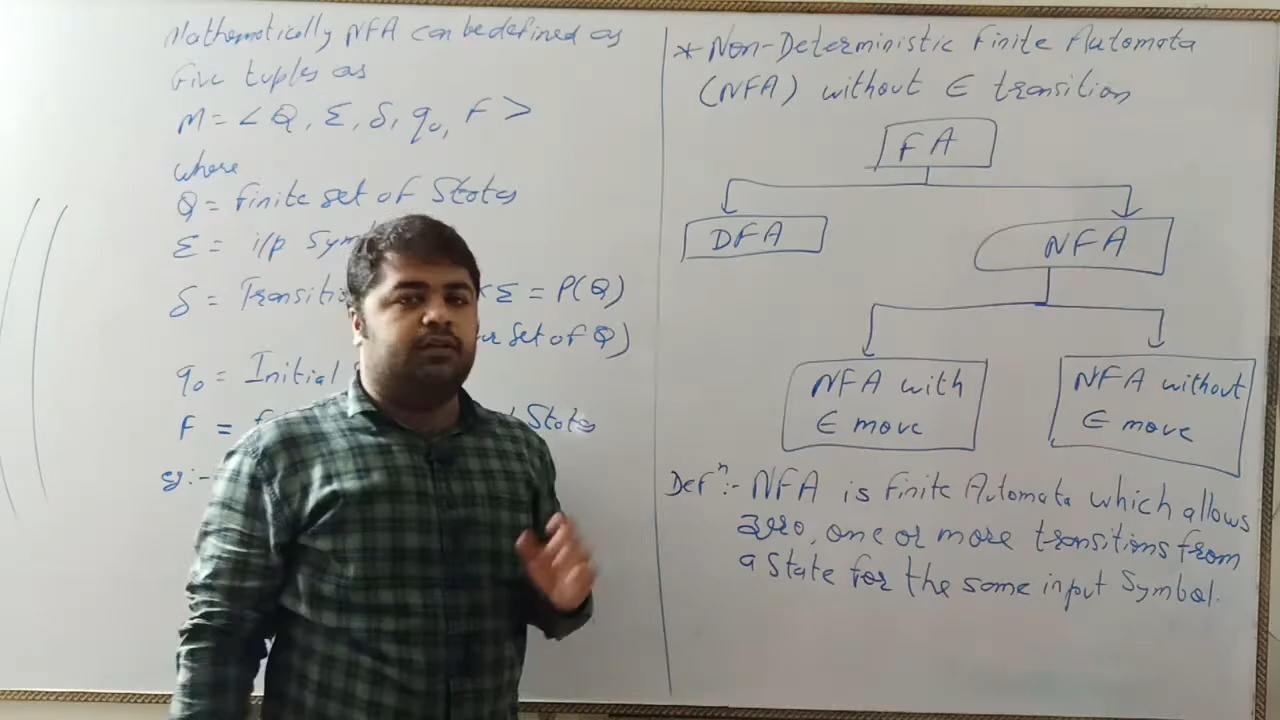 Mathematically NFA can be defined as
five tuples as
M = < Q, Σ, δ, q0, F >
where
Q = finite set of States
Σ = i/p Sym
δ = Transiti × Σ = P(Q)
set of Q)
q0 = Initial
F = States
eg:-
* Non-Deterministic Finite Automata
(NFA) without ∈ transition
FA
DFA
NFA
NFA with
∈ move
NFA without
∈ move
Defⁿ:- NFA is Finite Automata which allows
zero, one or more transitions from
a state for the same input Symbol.